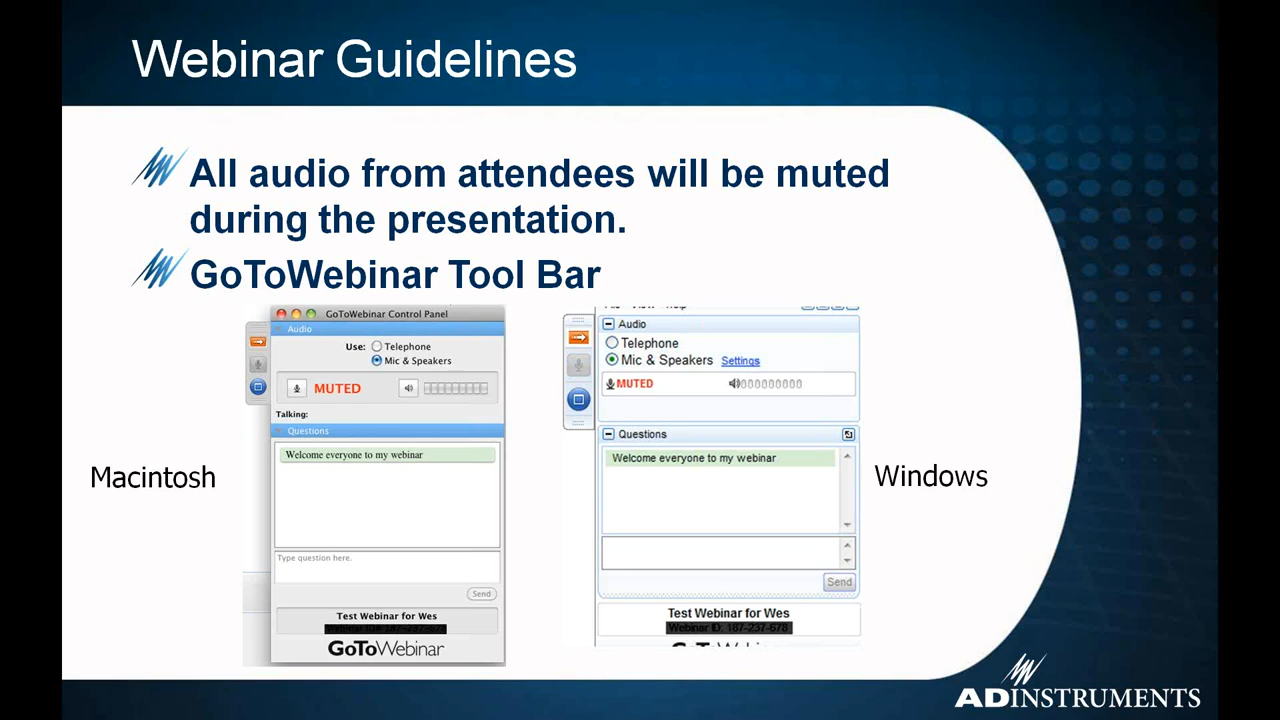 Webinar Guidelines
All audio from attendees will be muted
during the presentation.
GoToWebinar Tool Bar
Macintosh
GoToWebinar Control Panel
Audio
Use: Telephone
Mic & Speakers
MUTED
Talking:
Questions
Welcome everyone to my webinar
Type question here.
Send
Test Webinar for Wes
GoToWebinar
Audio
Telephone
Mic & Speakers Settings
MUTED
Questions
Welcome everyone to my webinar
Send
Test Webinar for Wes
Windows
ADINSTRUMENTS